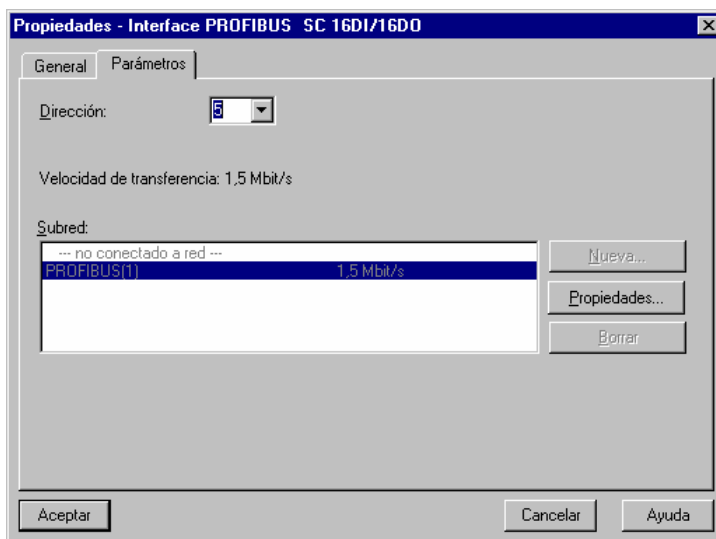 Propiedades - Interface PROFIBUS SC 16DI/16DO
General Parámetros
Dirección: 5
Velocidad de transferencia: 1,5 Mbit/s
Subred:
--- no conectado a red ---
PROFIBUS(1) 1,5 Mbit/s
Nueva...
Propiedades...
Borrar
Aceptar Cancelar Ayuda